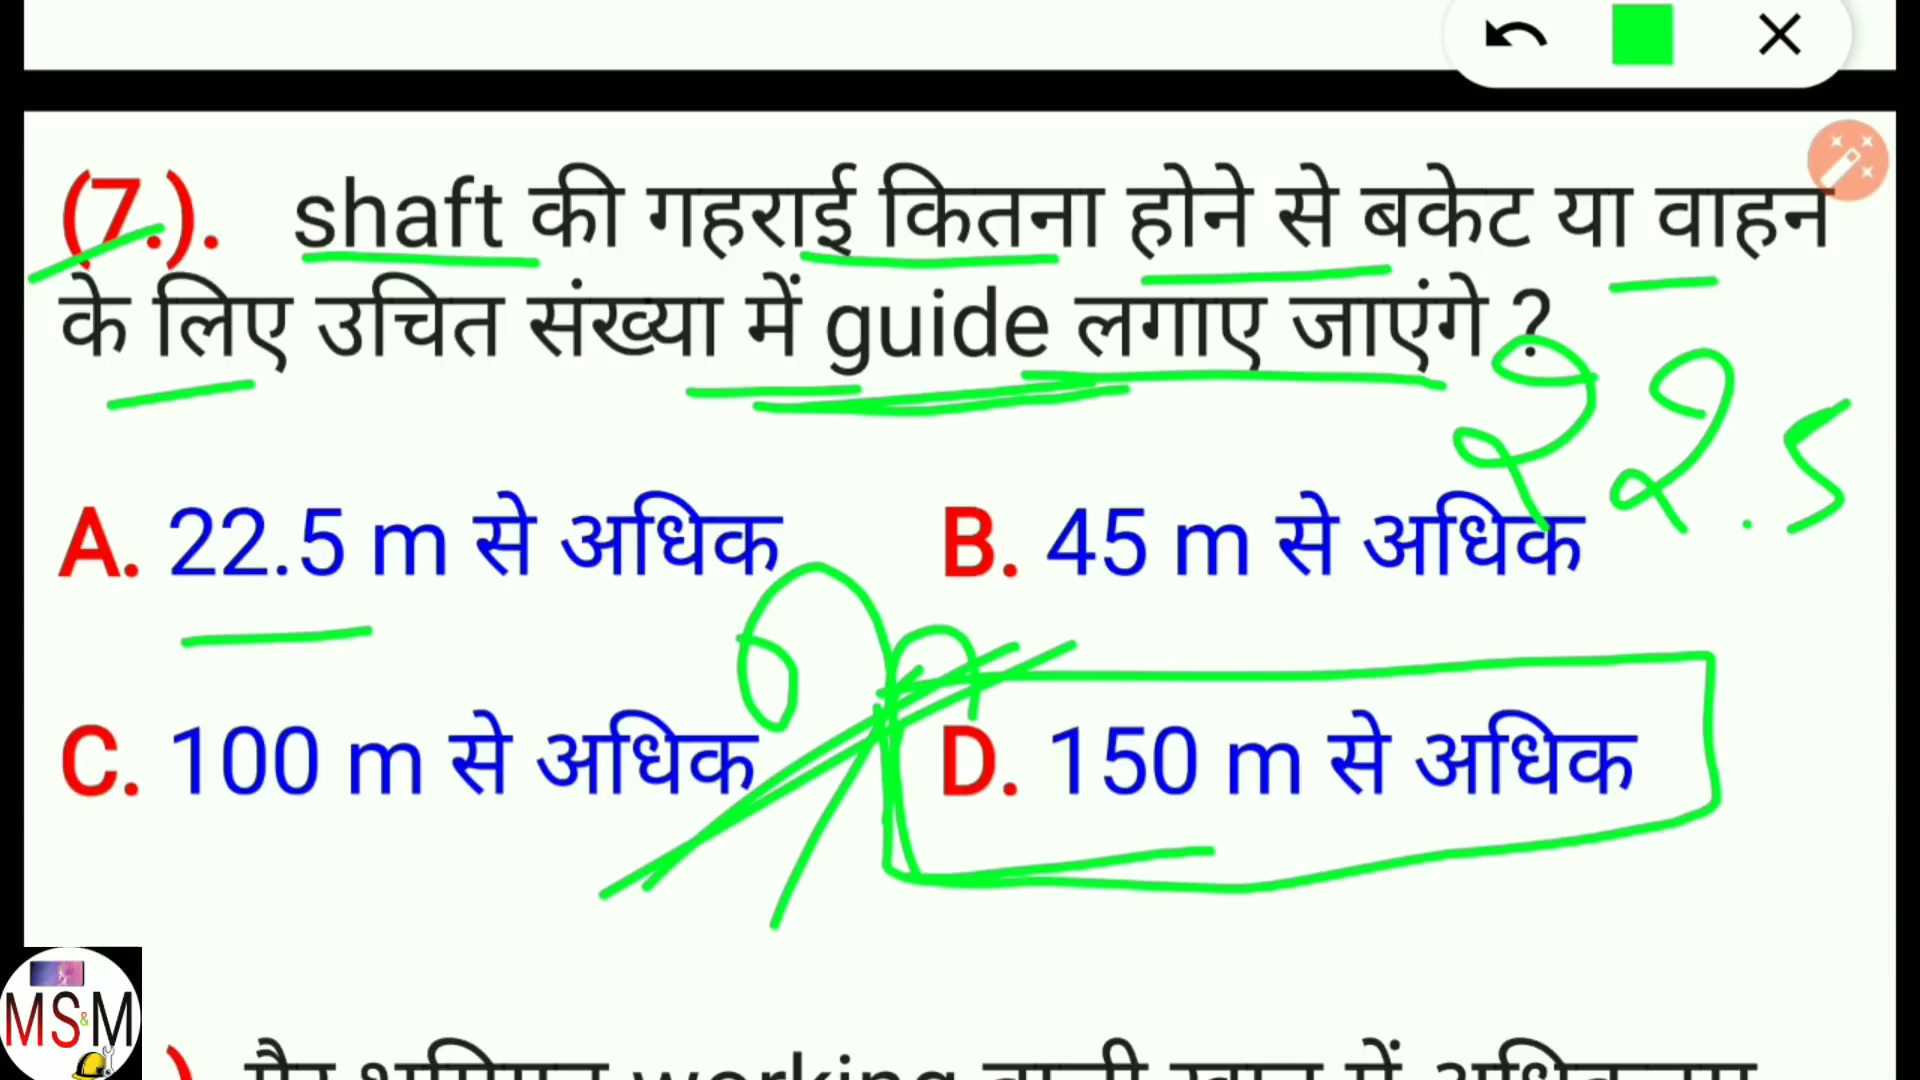 (7.). shaft की गहराई कितना होने से बकेट या वाहन
के लिए उचित संख्या में guide लगाए जाएंगे ?
22.5
A. 22.5 m से अधिक
B. 45 m से अधिक
C. 100 m से अधिक
D. 150 m से अधिक
MS&M